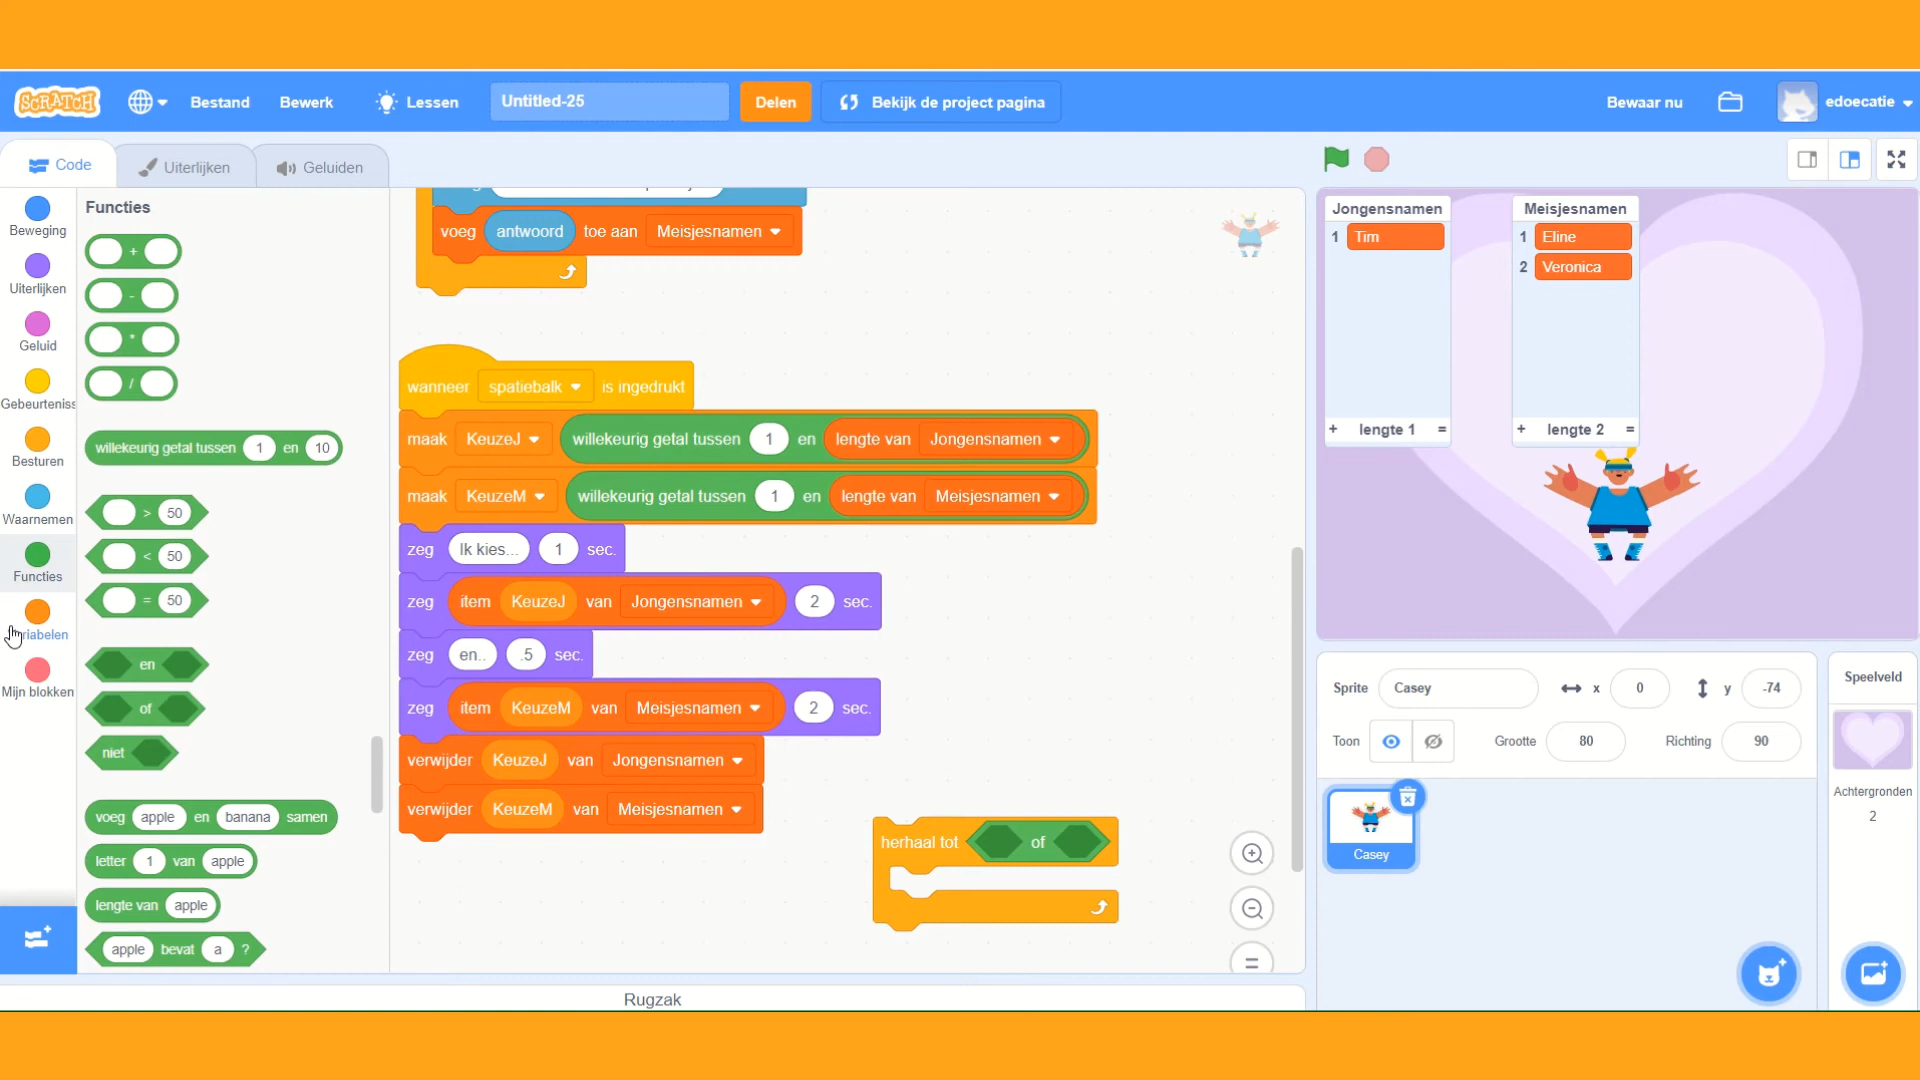 SCRATCH
Bestand
Bewerk
Lessen
Untitled-25
Delen
Bekijk de project pagina
Bewaar nu
edoecatie
Code
Uiterlijken
Geluiden
Beweging
Uiterlijken
Geluid
Gebeurteniss
Besturen
Waarnemen
Functies
riabelen
Mijn blokken
Functies
+
-
*
/
willekeurig getal tussen 1 en 10
> 50
< 50
= 50
en
of
niet
voeg apple en banana samen
letter 1 van apple
lengte van apple
apple bevat a ?
voeg antwoord toe aan Meisjesnamen
wanneer spatiebalk is ingedrukt
maak KeuzeJ willekeurig getal tussen 1 en lengte van Jongensnamen
maak KeuzeM willekeurig getal tussen 1 en lengte van Meisjesnamen
zeg Ik kies... 1 sec.
zeg item KeuzeJ van Jongensnamen 2 sec.
zeg en.. .5 sec.
zeg item KeuzeM van Meisjesnamen 2 sec.
verwijder KeuzeJ van Jongensnamen
verwijder KeuzeM van Meisjesnamen
herhaal tot of
Rugzak
Jongensnamen
1 Tim
+ lengte 1 =
Meisjesnamen
1 Eline
2 Veronica
+ lengte 2 =
Sprite Casey x 0 y -74
Toon Grootte 80 Richting 90
Casey
Speelveld
Achtergronden
2